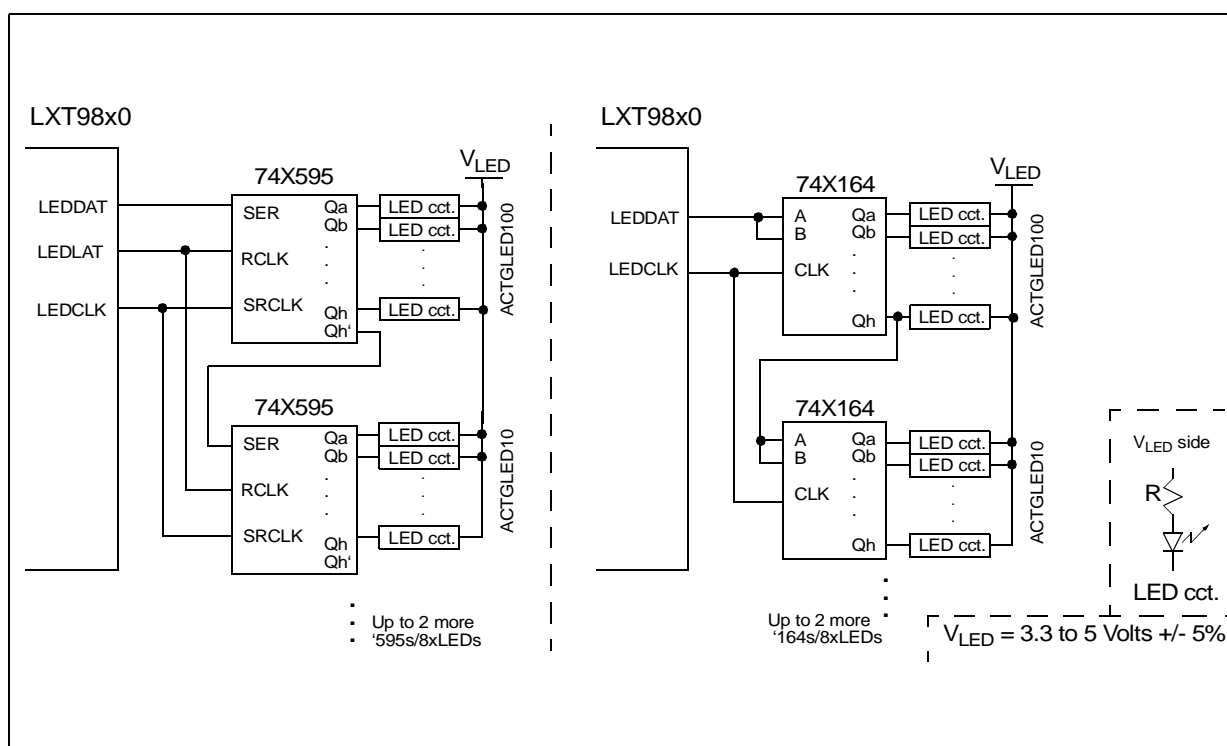 LXT98x0
LEDDAT
LEDLAT
LEDCLK
74X595
SER
RCLK
SRCLK
Qa
Qb
Qh
Qh‘
LED cct.
LED cct.
LED cct.
VLED
ACTGLED100
74X595
SER
RCLK
SRCLK
Qa
Qb
Qh
Qh‘
LED cct.
LED cct.
LED cct.
ACTGLED10
Up to 2 more
‘595s/8xLEDs
LXT98x0
LEDDAT
LEDCLK
74X164
A
B
CLK
Qa
Qb
Qh
LED cct.
LED cct.
LED cct.
VLED
ACTGLED100
74X164
A
B
CLK
Qa
Qb
Qh
LED cct.
LED cct.
LED cct.
ACTGLED10
Up to 2 more
‘164s/8xLEDs
VLED side
R
LED cct.
VLED = 3.3 to 5 Volts +/- 5%